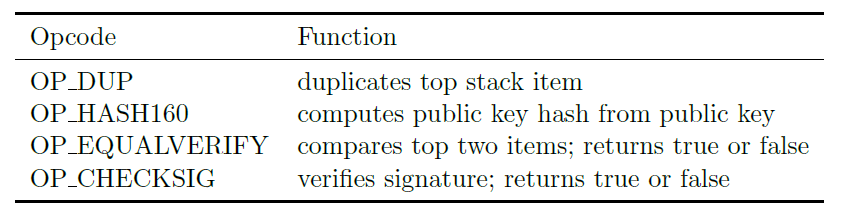 Opcode Function
OP_DUP duplicates top stack item
OP_HASH160 computes public key hash from public key
OP_EQUALVERIFY compares top two items; returns true or false
OP_CHECKSIG verifies signature; returns true or false